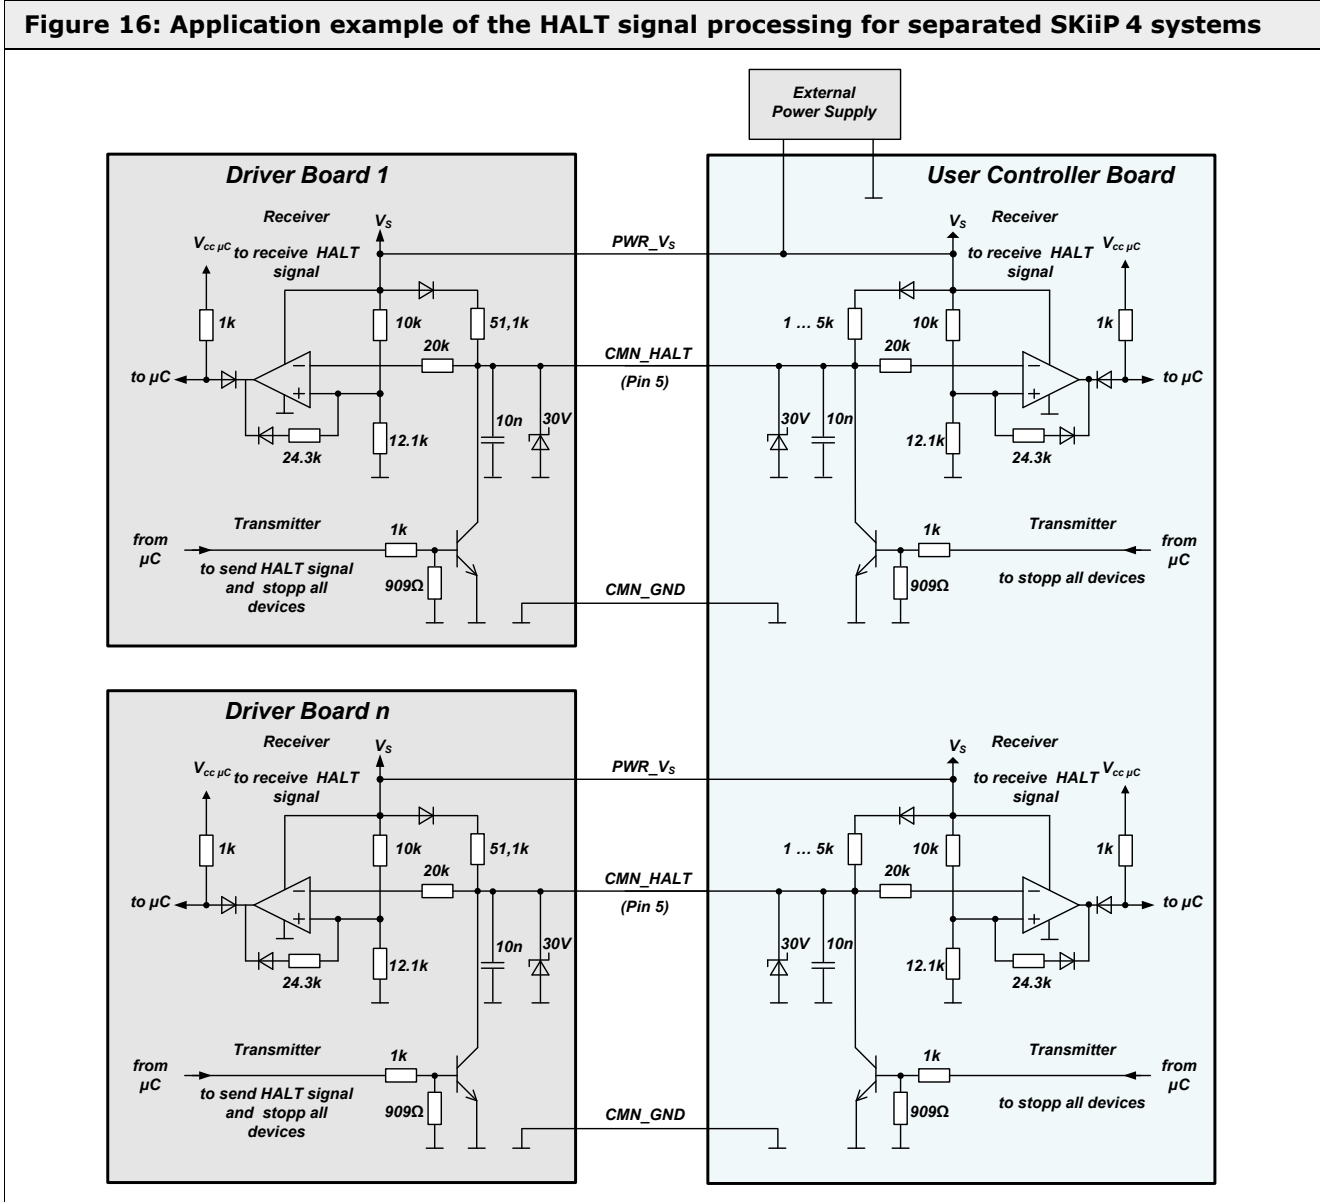 Figure 16: Application example of the HALT signal processing for separated SKiiP 4 systems
External
Power Supply
Driver Board 1
Receiver
to receive HALT
signal
Vcc µC
VS
1k
10k
51,1k
20k
to µC
24.3k
12.1k
10n
30V
Transmitter
from
µC
1k
to send HALT signal
and stopp all
devices
909Ω
PWR_VS
CMN_HALT
(Pin 5)
CMN_GND
User Controller Board
VS
Receiver
to receive HALT
signal
Vcc µC
1 ... 5k
10k
1k
20k
to µC
30V
10n
12.1k
24.3k
1k
Transmitter
from
µC
909Ω
to stopp all devices
Driver Board n
Receiver
to receive HALT
signal
Vcc µC
VS
1k
10k
51,1k
20k
to µC
24.3k
12.1k
10n
30V
Transmitter
from
µC
1k
to send HALT signal
and stopp all
devices
909Ω
PWR_VS
CMN_HALT
(Pin 5)
CMN_GND
VS
Receiver
to receive HALT
signal
Vcc µC
1 ... 5k
10k
1k
20k
to µC
30V
10n
12.1k
24.3k
1k
Transmitter
from
µC
909Ω
to stopp all devices